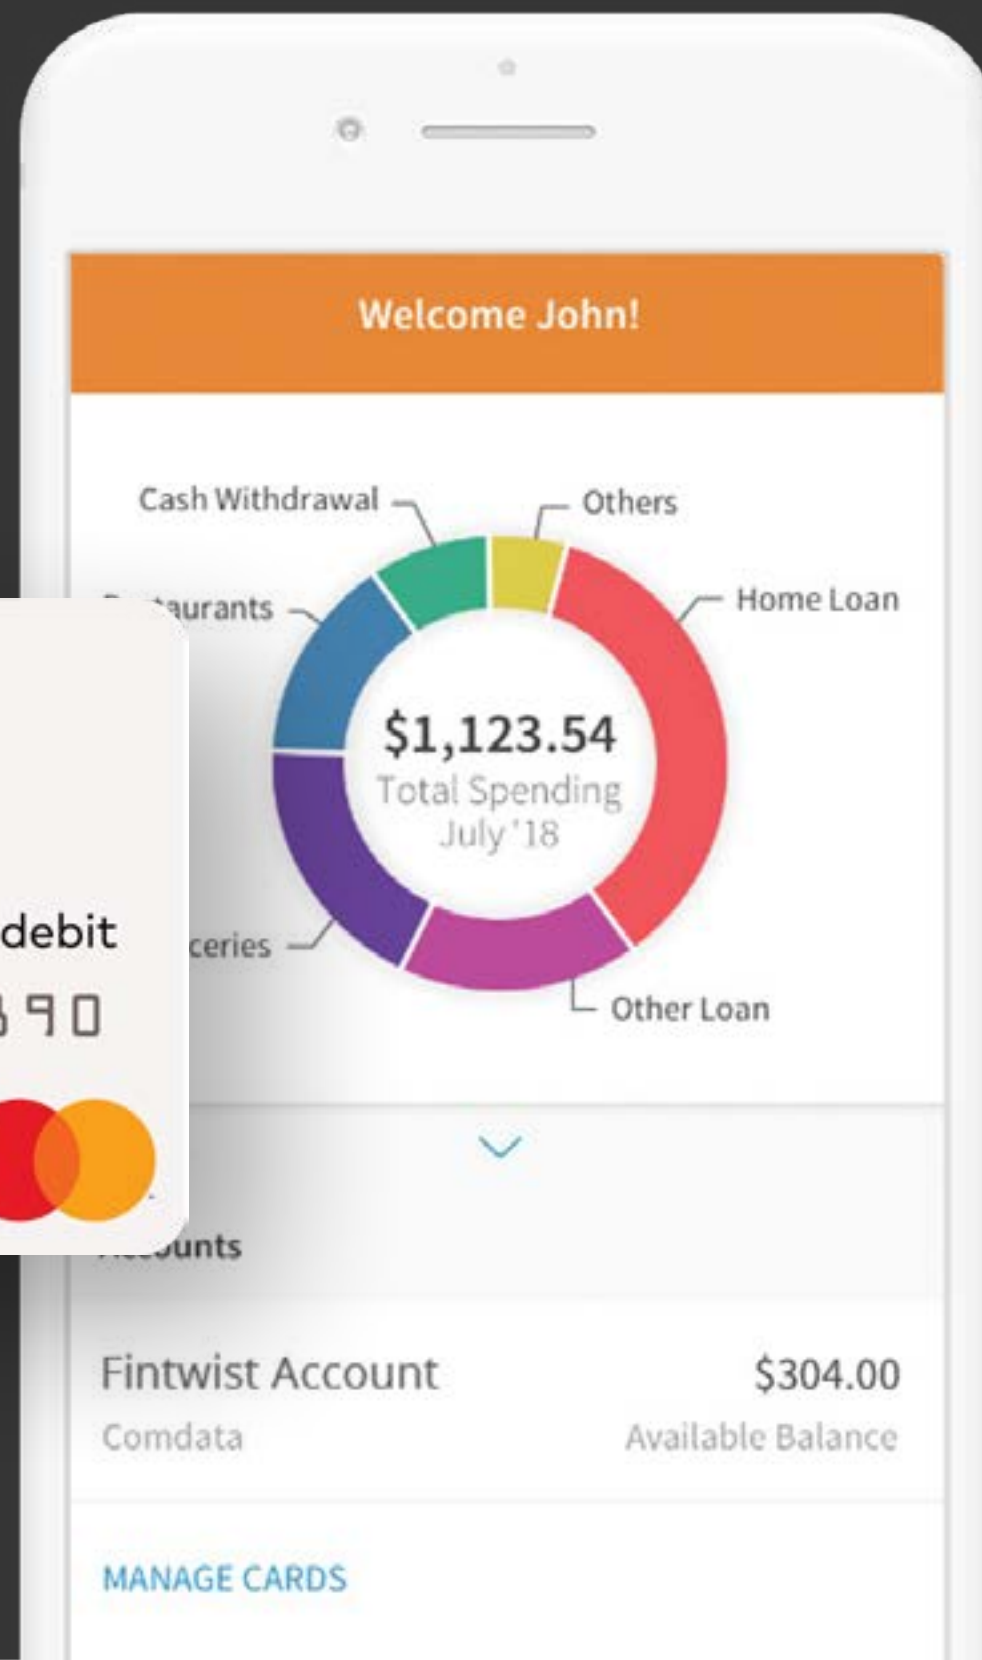 Welcome John!
Cash Withdrawal
Others
Home Loan
$1,123.54
Total Spending
July '18
debit
90
Other Loan
Fintwist Account
$304.00
Comdata
Available Balance
MANAGE CARDS